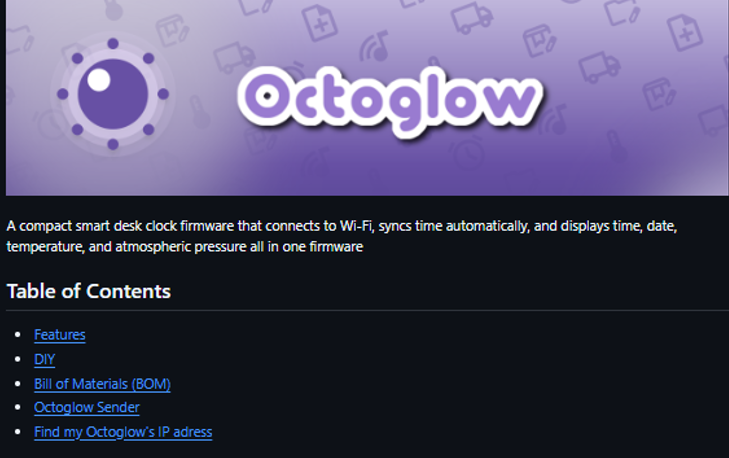 Octoglow
A compact smart desk clock firmware that connects to Wi-Fi, syncs time automatically, and displays time, date,
temperature, and atmospheric pressure all in one firmware
Table of Contents
Features
DIY
Bill of Materials (BOM)
Octoglow Sender
Find my Octoglow's IP adress